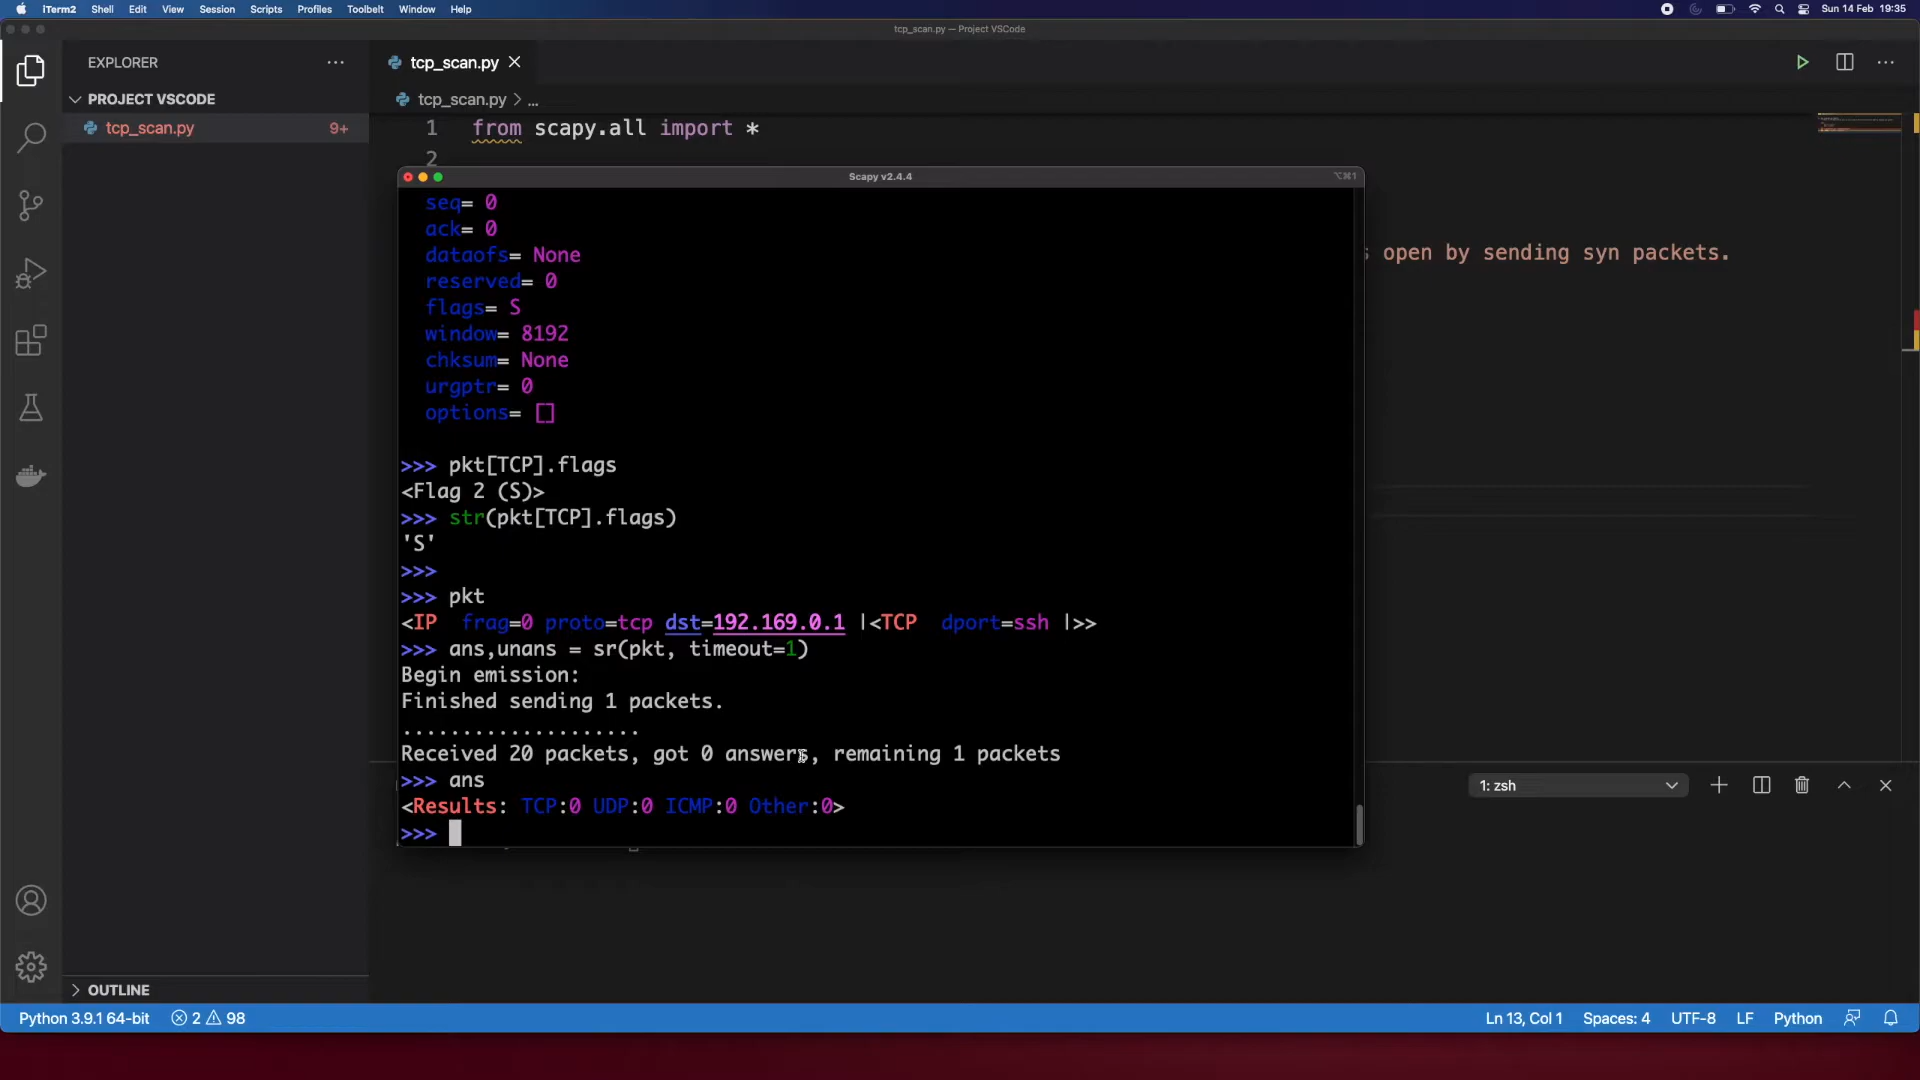 iTerm2 Shell Edit View Session Scripts Profiles Toolbelt Window Help Sun 14 Feb 19:35
tcp_scan.py — Project VSCode
EXPLORER
tcp_scan.py
PROJECT VSCODE
tcp_scan.py > ...
tcp_scan.py 9+
1 from scapy.all import *
2
Scapy v2.4.4 ⌥⌘1
seq= 0
ack= 0
open by sending syn packets.
dataofs= None
reserved= 0
flags= S
window= 8192
chksum= None
urgptr= 0
options= []
>>> pkt[TCP].flags
<Flag 2 (S)>
>>> str(pkt[TCP].flags)
'S'
>>>
>>> pkt
<IP frag=0 proto=tcp dst=192.169.0.1 |<TCP dport=ssh |>>
>>> ans,unans = sr(pkt, timeout=1)
Begin emission:
Finished sending 1 packets.
....................
Received 20 packets, got 0 answers, remaining 1 packets
>>> ans
<Results: TCP:0 UDP:0 ICMP:0 Other:0>
>>>
1: zsh
OUTLINE
Python 3.9.1 64-bit 2 98 Ln 13, Col 1 Spaces: 4 UTF-8 LF Python